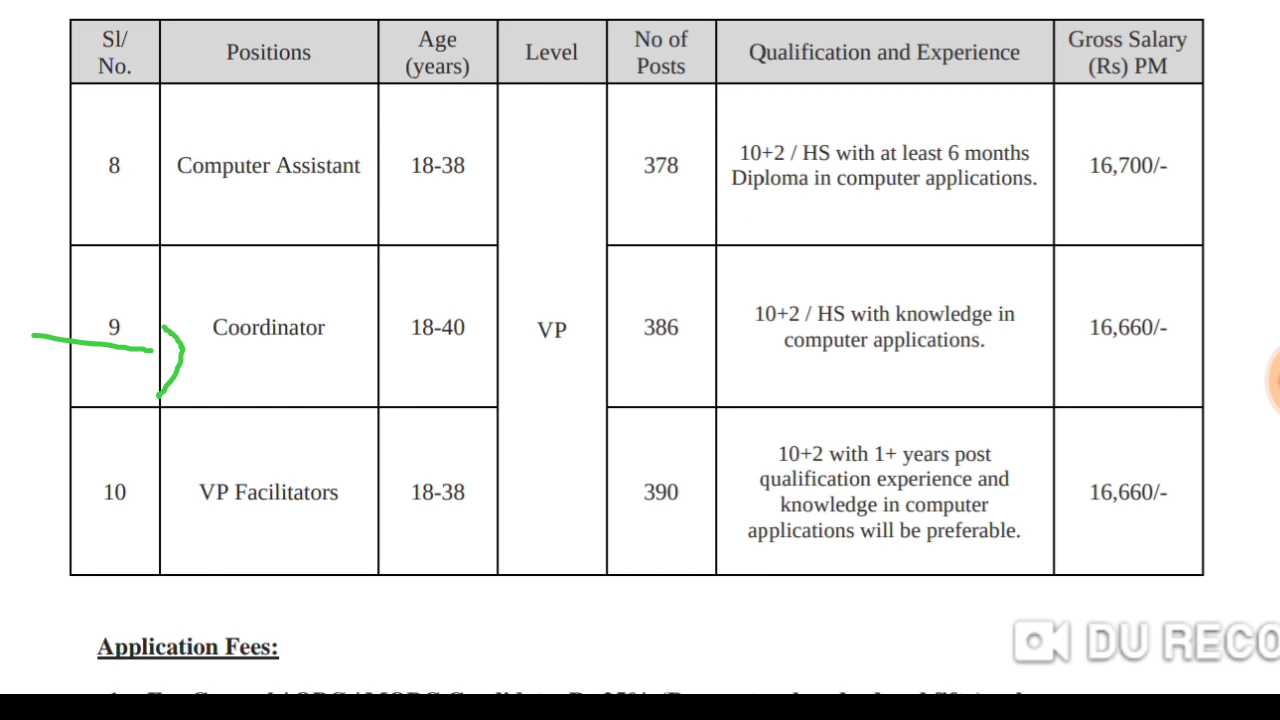 Sl/ No. Positions Age (years) Level No of Posts Qualification and Experience Gross Salary (Rs) PM
8 Computer Assistant 18-38 378 10+2 / HS with at least 6 months
Diploma in computer applications. 16,700/-
9 Coordinator 18-40 VP 386 10+2 / HS with knowledge in
computer applications. 16,660/-
10 VP Facilitators 18-38 390 10+2 with 1+ years post
qualification experience and
knowledge in computer
applications will be preferable. 16,660/-
Application Fees:
DU RECO